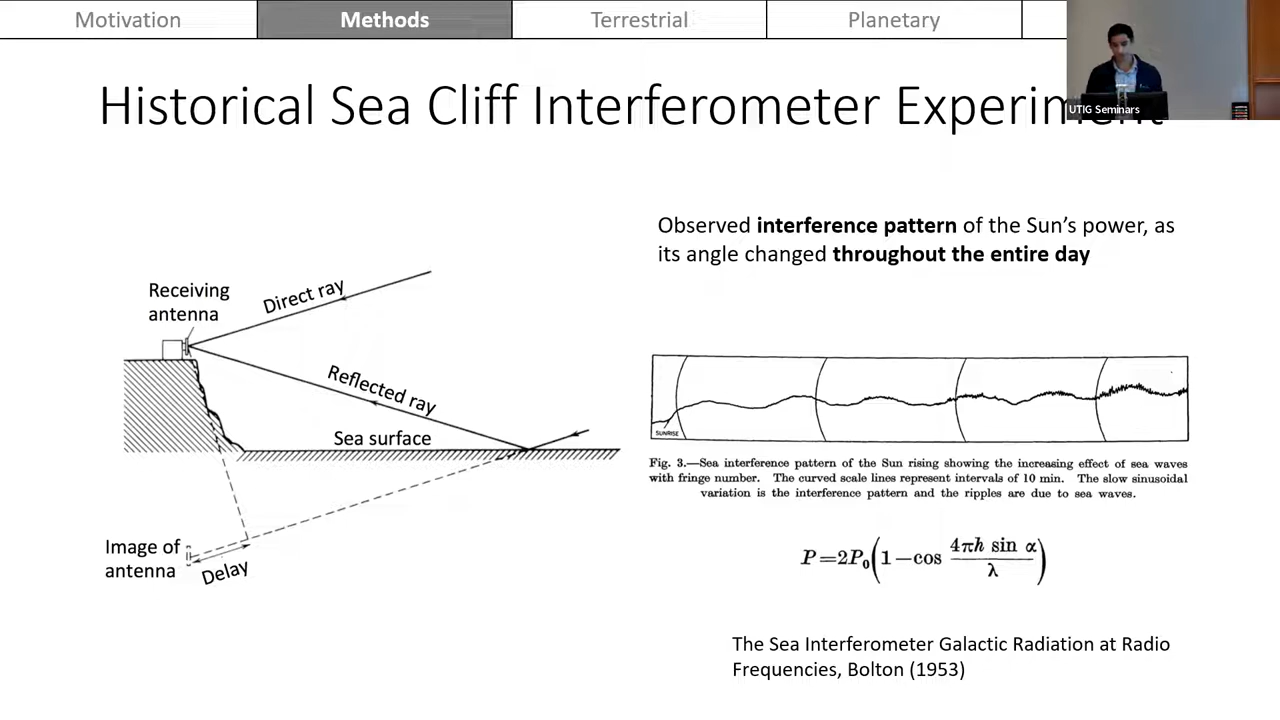 Motivation
Methods
Terrestrial
Planetary
UTIG Seminars
Historical Sea Cliff Interferometer Experiment
Observed interference pattern of the Sun's power, as
its angle changed throughout the entire day
Receiving
antenna
Direct ray
Reflected ray
Sea surface
Image of
antenna
Delay
SUNRISE
Fig. 3.—Sea interference pattern of the Sun rising showing the increasing effect of sea waves
with fringe number. The curved scale lines represent intervals of 10 min. The slow sinusoidal
variation is the interference pattern and the ripples are due to sea waves.
P=2P₀(1−cos 4πh sin α/λ)
The Sea Interferometer Galactic Radiation at Radio
Frequencies, Bolton (1953)